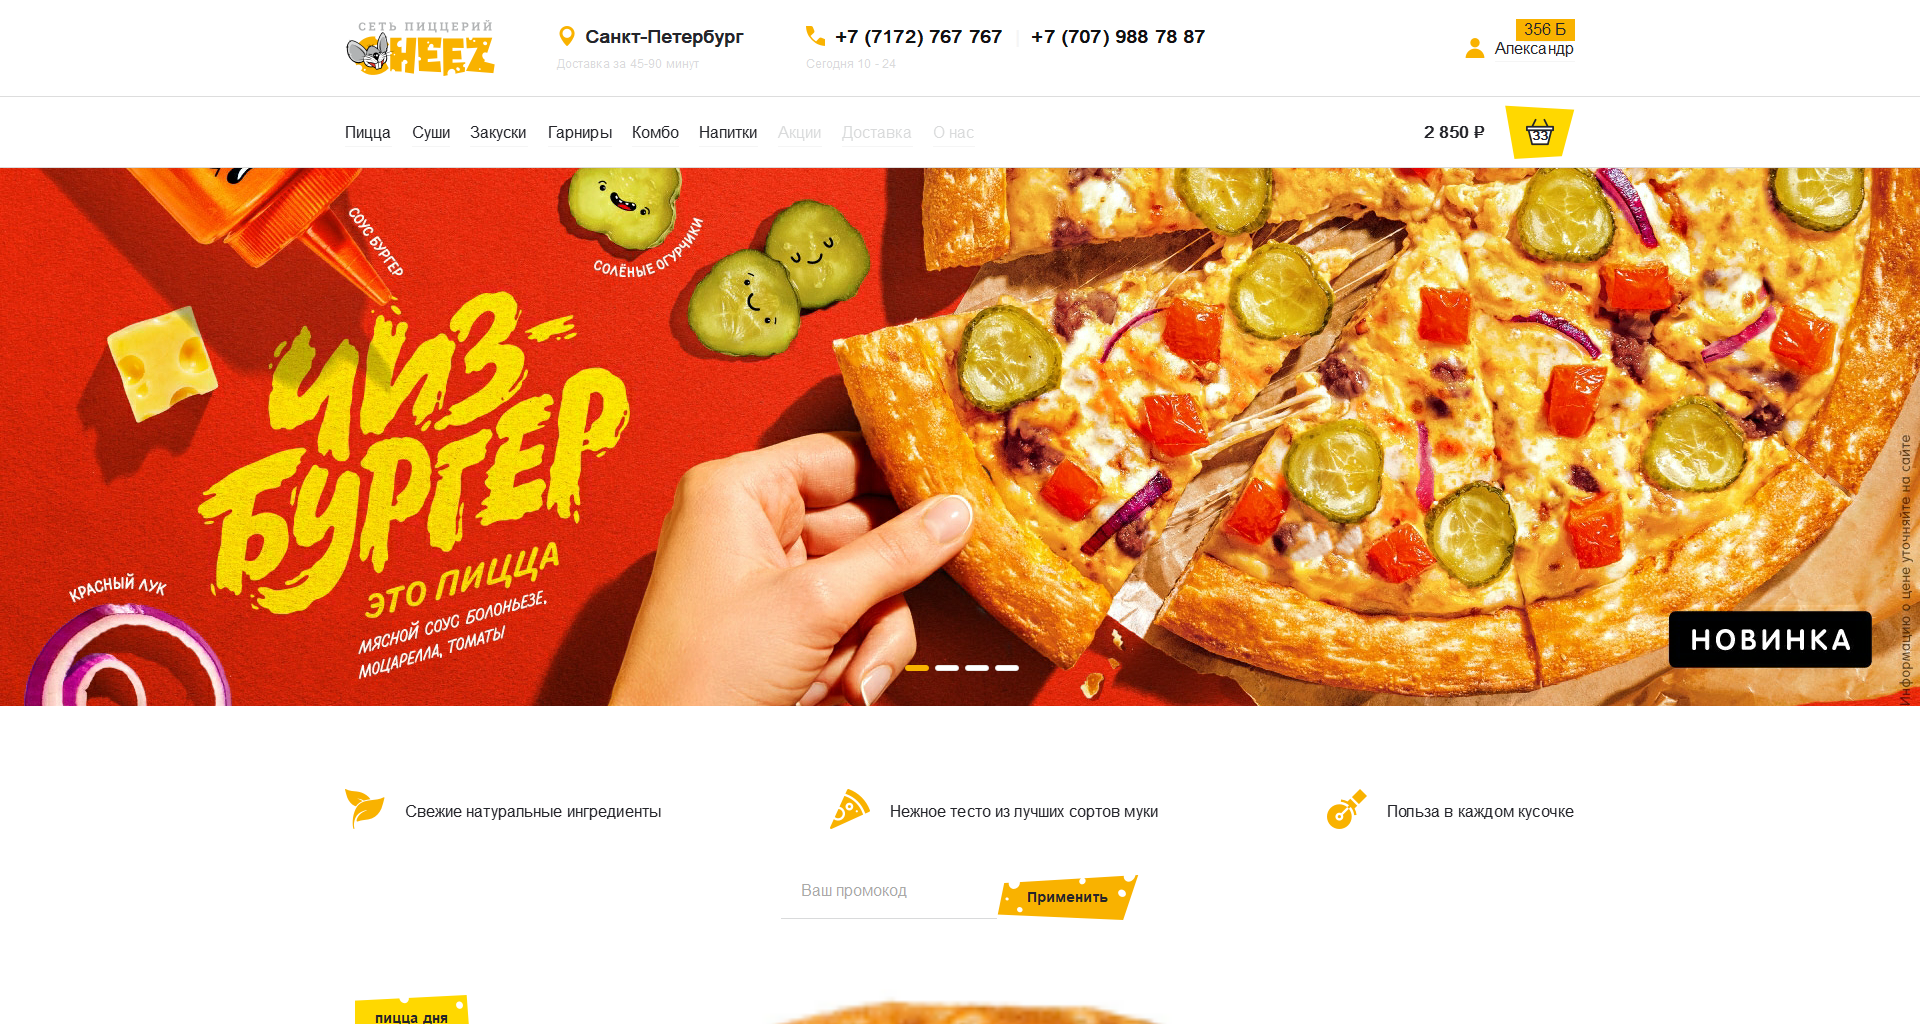 СЕТЬ ПИЦЦЕРИЙ
CHEEZ
Санкт-Петербург
Доставка за 45-90 минут
+7 (7172) 767 767 | +7 (707) 988 78 87
Сегодня 10 - 24
356 Б
Александр
Пицца Суши Закуски Гарниры Комбо Напитки Акции Доставка О нас
2 850 ₽
33
СОУС БУРГЕР
СОЛЁНЫЕ ОГУРЧИКИ
ЧИЗ-
БУРГЕР
ЭТО ПИЦЦА
МЯСНОЙ СОУС БОЛОНЬЕЗЕ,
МОЦАРЕЛЛА, ТОМАТЫ
КРАСНЫЙ ЛУК
НОВИНКА
Информацию о цене уточняйте на сайте
Свежие натуральные ингредиенты
Нежное тесто из лучших сортов муки
Польза в каждом кусочке
Ваш промокод
Применить
пицца дня